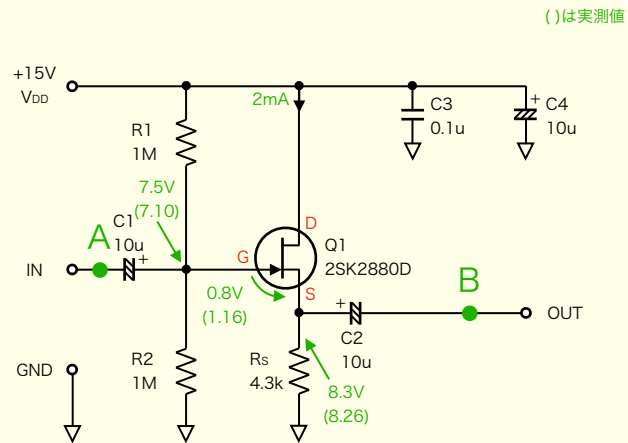 ( )は実測値
+15V
VDD
2mA
C3
0.1u
+
C4
10u
R1
1M
7.5V
(7.10)
A
C1
10u
+
IN
G
D
S
Q1
2SK2880D
0.8V
(1.16)
B
+
C2
10u
OUT
GND
R2
1M
Rs
4.3k
8.3V
(8.26)